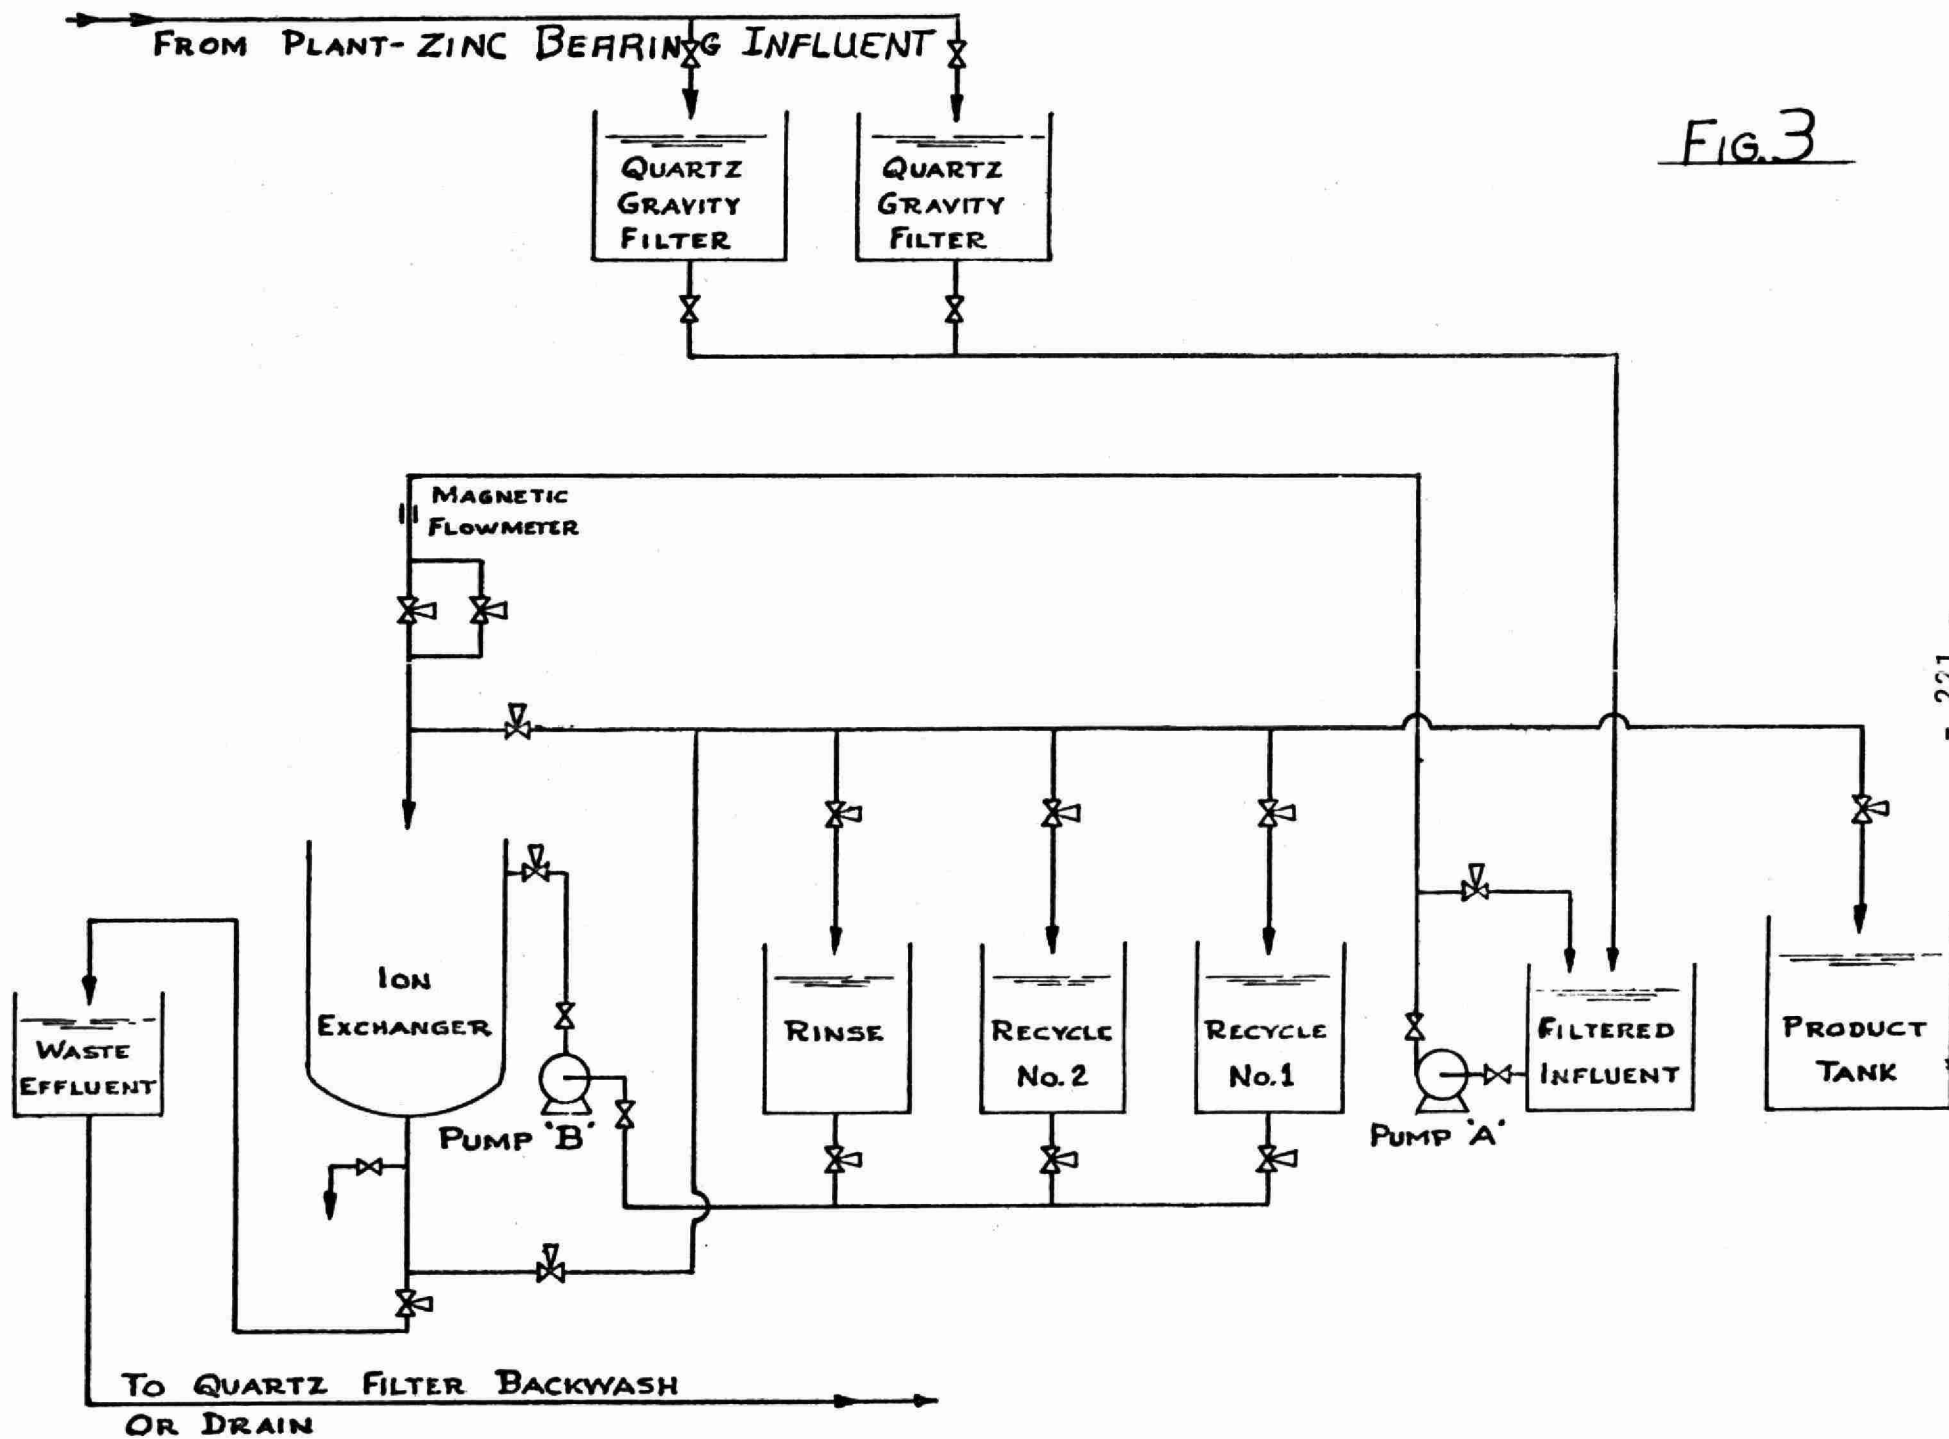 FROM PLANT-ZINC BEARING INFLUENT
FIG.3
QUARTZ
GRAVITY
FILTER
QUARTZ
GRAVITY
FILTER
MAGNETIC
FLOWMETER
221
ION
EXCHANGER
WASTE
EFFLUENT
PUMP 'B'
RINSE
RECYCLE
No.2
RECYCLE
No.1
PUMP 'A'
FILTERED
INFLUENT
PRODUCT
TANK
TO QUARTZ FILTER BACKWASH
OR DRAIN